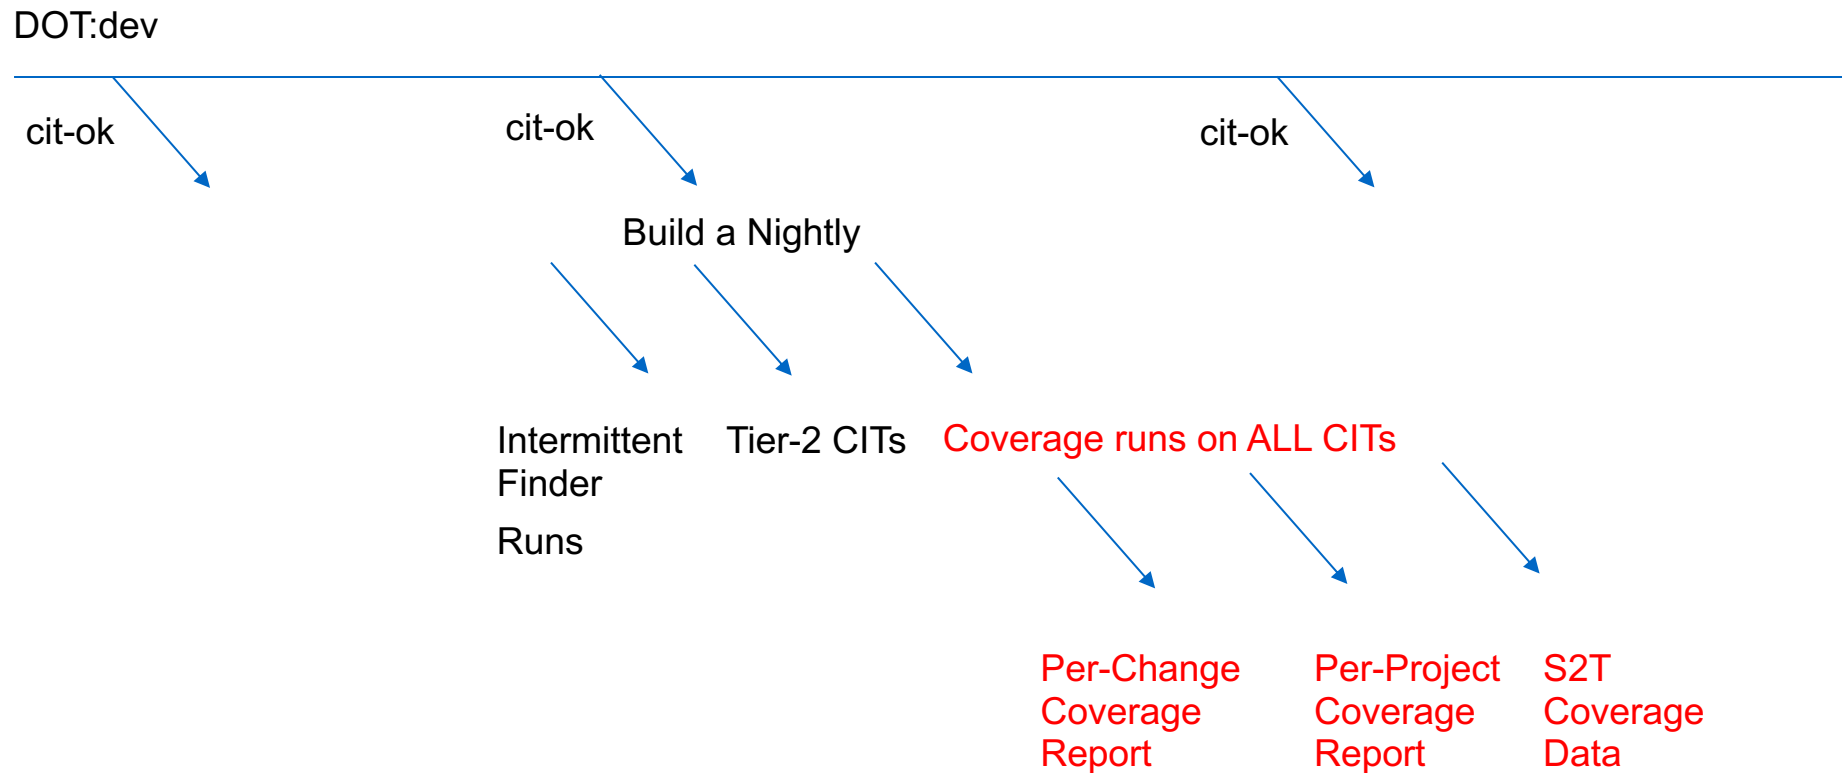 DOT:dev
cit-ok
cit-ok
cit-ok
Build a Nightly
Intermittent
Finder
Runs
Tier-2 CITs
Coverage runs on ALL CITs
Per-Change
Coverage
Report
Per-Project
Coverage
Report
S2T
Coverage
Data